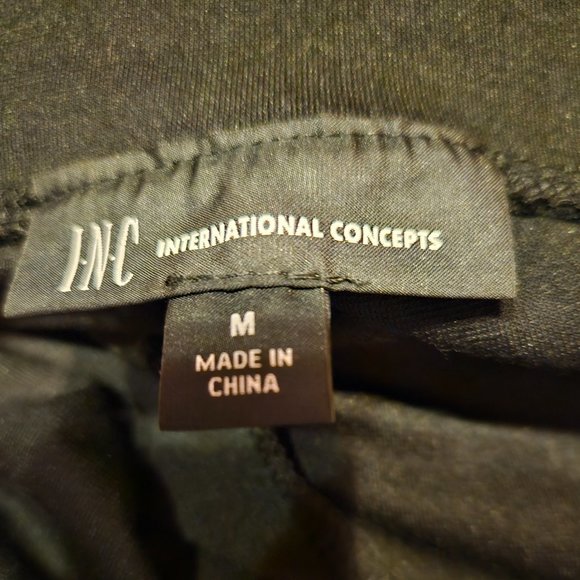 I·N·C INTERNATIONAL CONCEPTS
M
MADE IN
CHINA